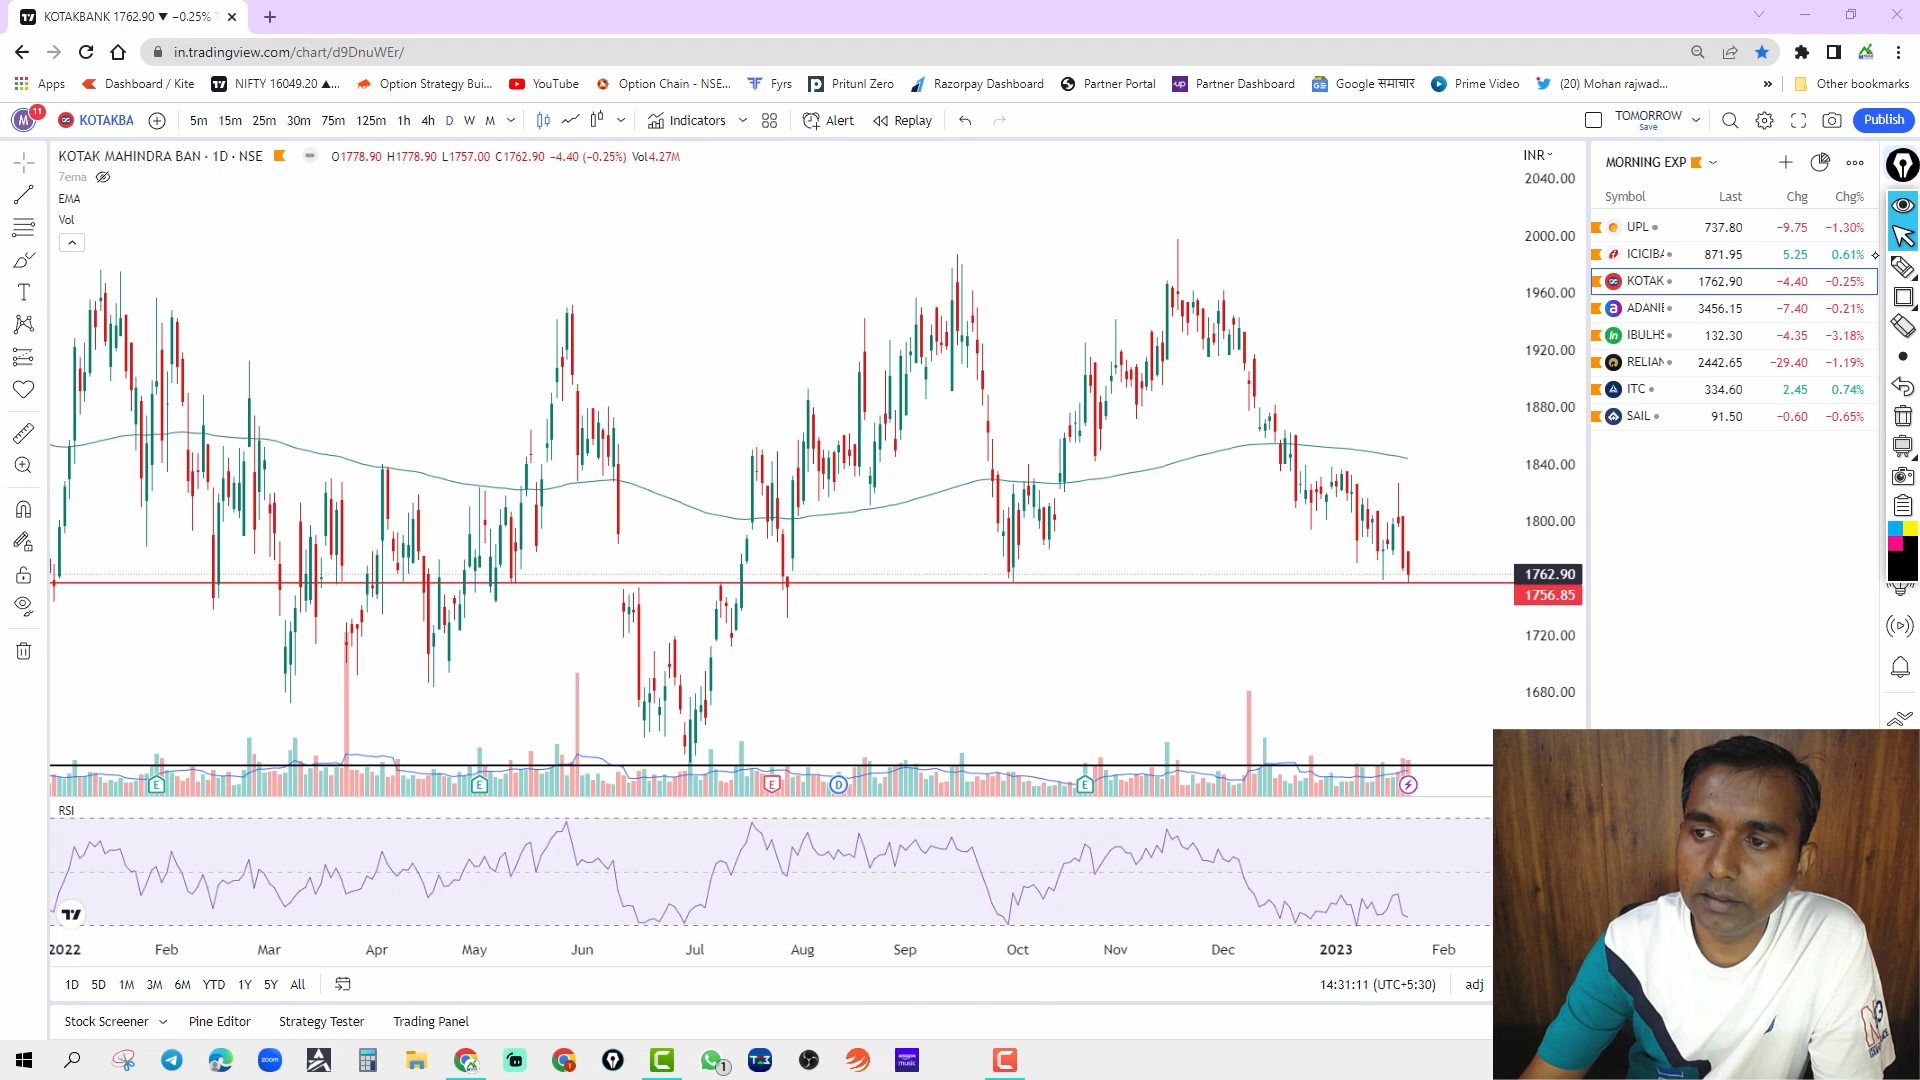 KOTAKBANK 1762.90 ▼ −0.25%
in.tradingview.com/chart/d9DnuWEr/
Apps Dashboard / Kite NIFTY 16049.20 ▲... Option Strategy Bui... YouTube Option Chain - NSE... Fyrs Pritunl Zero Razorpay Dashboard Partner Portal Partner Dashboard Google समाचार Prime Video (20) Mohan rajwad... » Other bookmarks
M 11 KOTAKBA 5m 15m 25m 30m 75m 125m 1h 4h D W M Indicators Alert Replay TOMORROW Save Publish
KOTAK MAHINDRA BAN · 1D · NSE O1778.90 H1778.90 L1757.00 C1762.90 −4.40 (−0.25%) Vol4.27M
7ema
EMA
Vol
INR
2040.00
2000.00
1960.00
1920.00
1880.00
1840.00
1800.00
1762.90
1756.85
1720.00
1680.00
MORNING EXP
Symbol Last Chg Chg%
UPL 737.80 −9.75 −1.30%
ICICIBA 871.95 5.25 0.61%
KOTAK 1762.90 −4.40 −0.25%
ADANIE 3456.15 −7.40 −0.21%
IBULHS 132.30 −4.35 −3.18%
RELIAN 2442.65 −29.40 −1.19%
ITC 334.60 2.45 0.74%
SAIL 91.50 −0.60 −0.65%
E E E D E
RSI
2022 Feb Mar Apr May Jun Jul Aug Sep Oct Nov Dec 2023 Feb
1D 5D 1M 3M 6M YTD 1Y 5Y All 14:31:11 (UTC+5:30) adj
Stock Screener Pine Editor Strategy Tester Trading Panel
zoom
1
amazon music